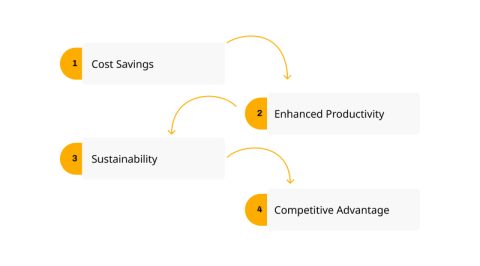 1 Cost Savings
2 Enhanced Productivity
3 Sustainability
4 Competitive Advantage